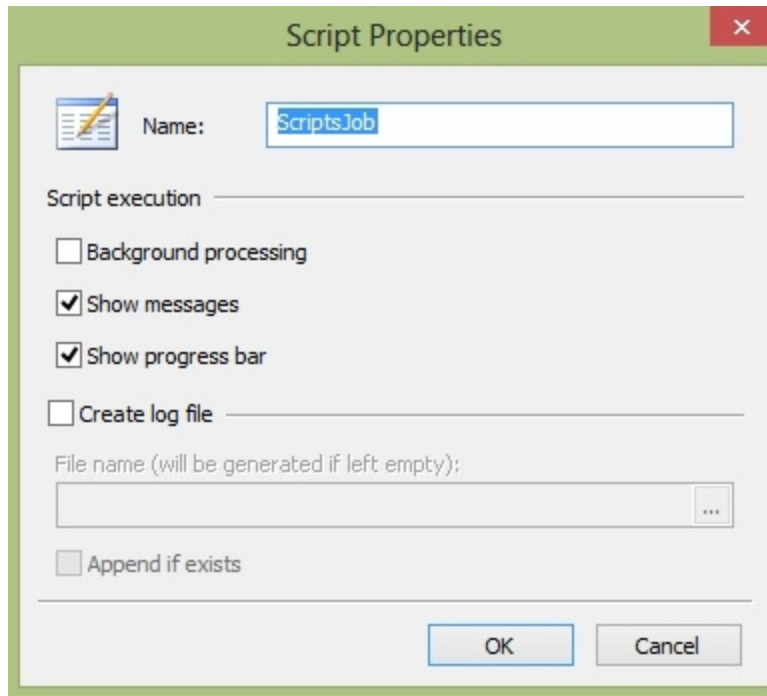 Script Properties
Name: ScriptsJob
Script execution
Background processing
Show messages
Show progress bar
Create log file
File name (will be generated if left empty):
...
Append if exists
OK Cancel